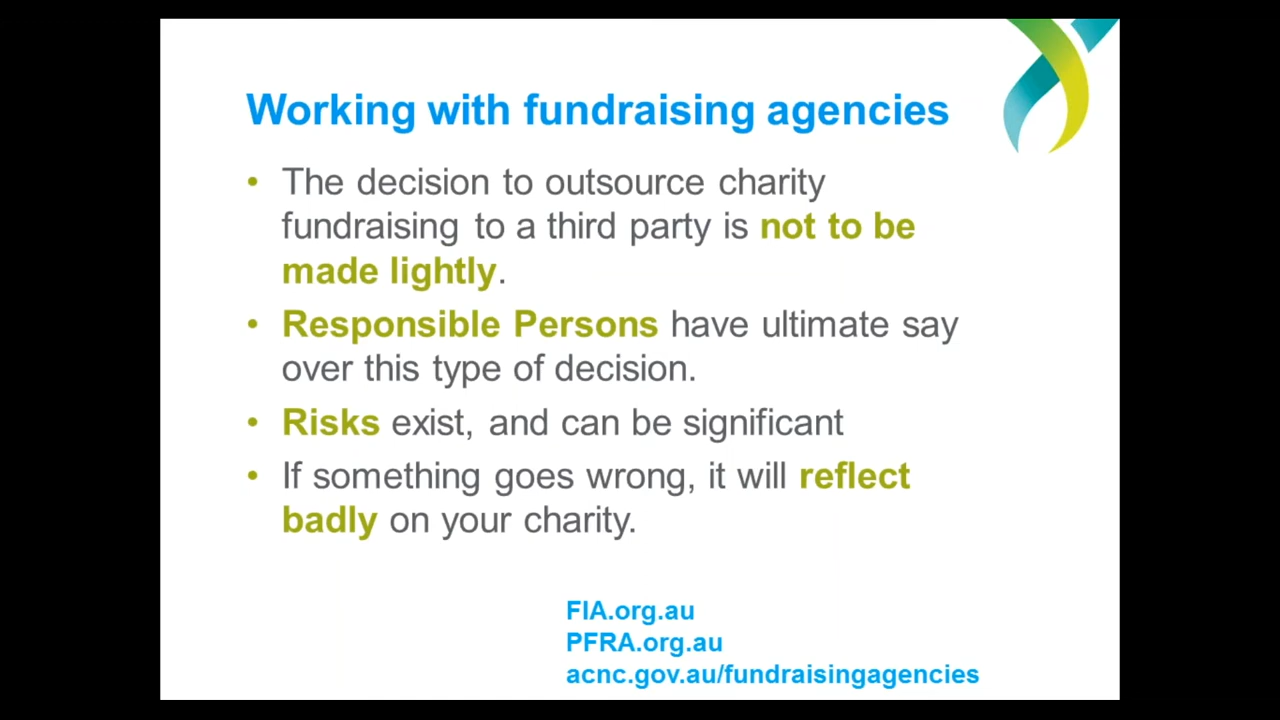 Working with fundraising agencies
• The decision to outsource charity
fundraising to a third party is not to be
made lightly.
• Responsible Persons have ultimate say
over this type of decision.
• Risks exist, and can be significant
• If something goes wrong, it will reflect
badly on your charity.
FIA.org.au
PFRA.org.au
acnc.gov.au/fundraisingagencies